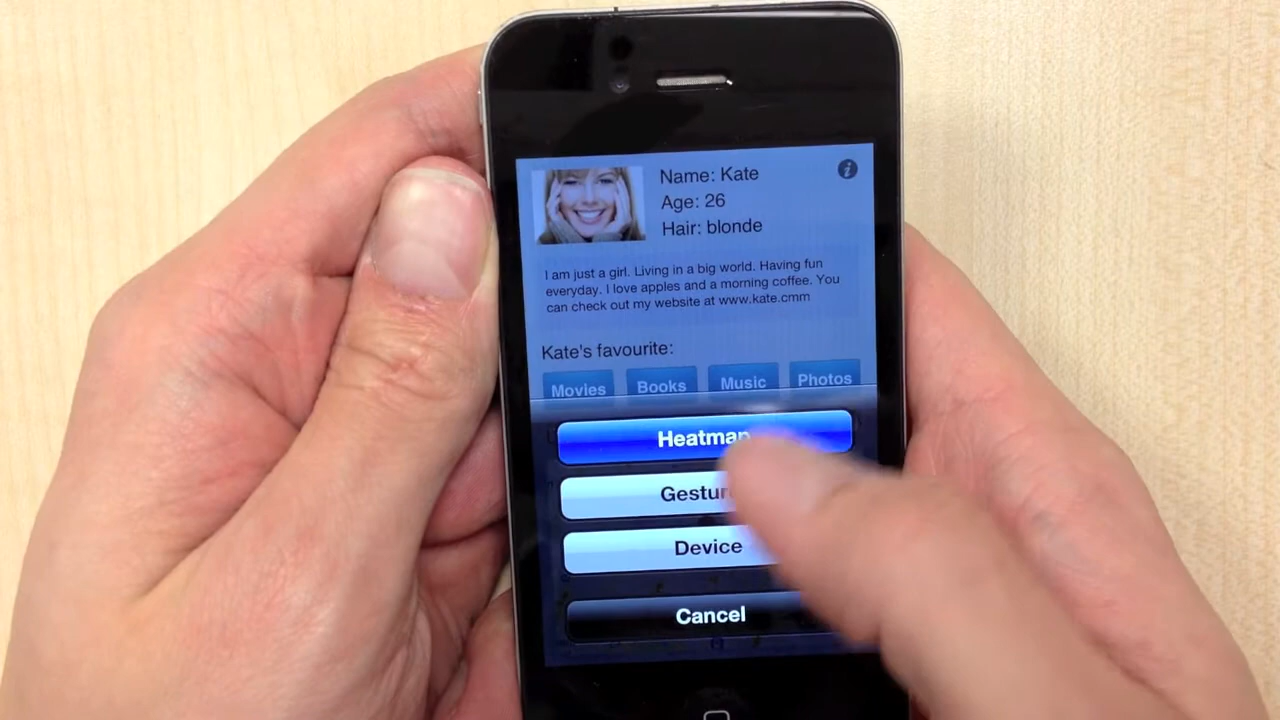 Name: Kate
Age: 26
Hair: blonde
I am just a girl. Living in a big world. Having fun
everyday. I love apples and a morning coffee. You
can check out my website at www.kate.cmm
Kate's favourite:
Movies Books Music Photos
Heatmap
Device
Cancel